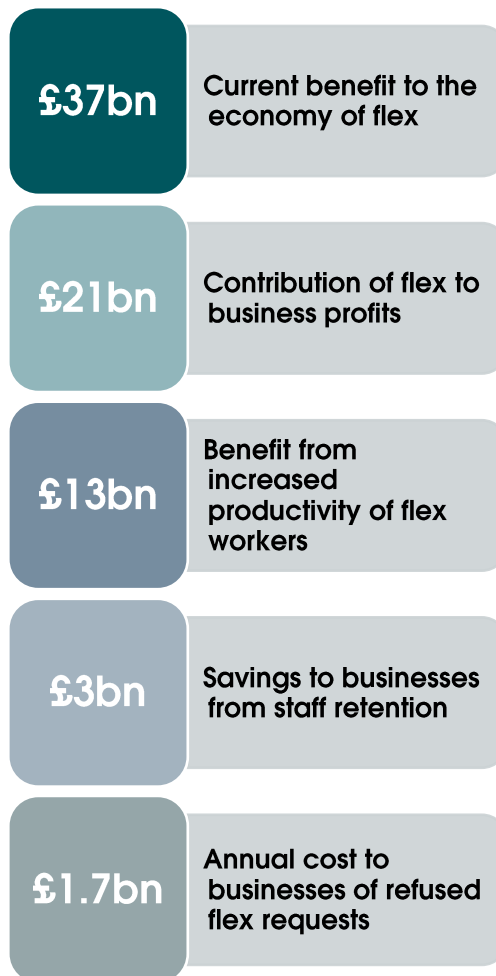 £37bn
Current benefit to the
economy of flex
£21bn
Contribution of flex to
business profits
£13bn
Benefit from
increased
productivity of flex
workers
£3bn
Savings to businesses
from staff retention
£1.7bn
Annual cost to
businesses of refused
flex requests